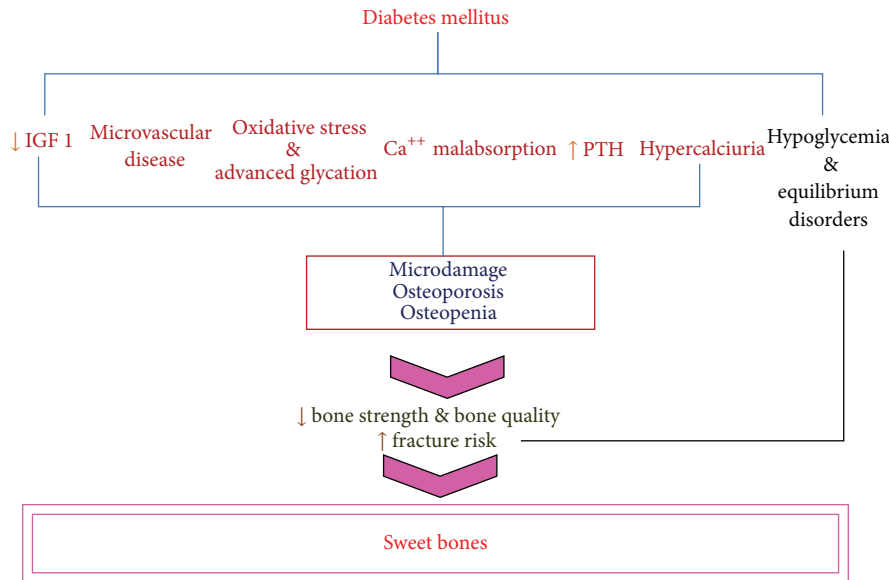 Diabetes mellitus
↓ IGF 1
Microvascular
disease
Oxidative stress
&
advanced glycation
Ca⁺⁺ malabsorption
↑ PTH
Hypercalciuria
Hypoglycemia
&
equilibrium
disorders
Microdamage
Osteoporosis
Osteopenia
↓ bone strength & bone quality
↑ fracture risk
Sweet bones